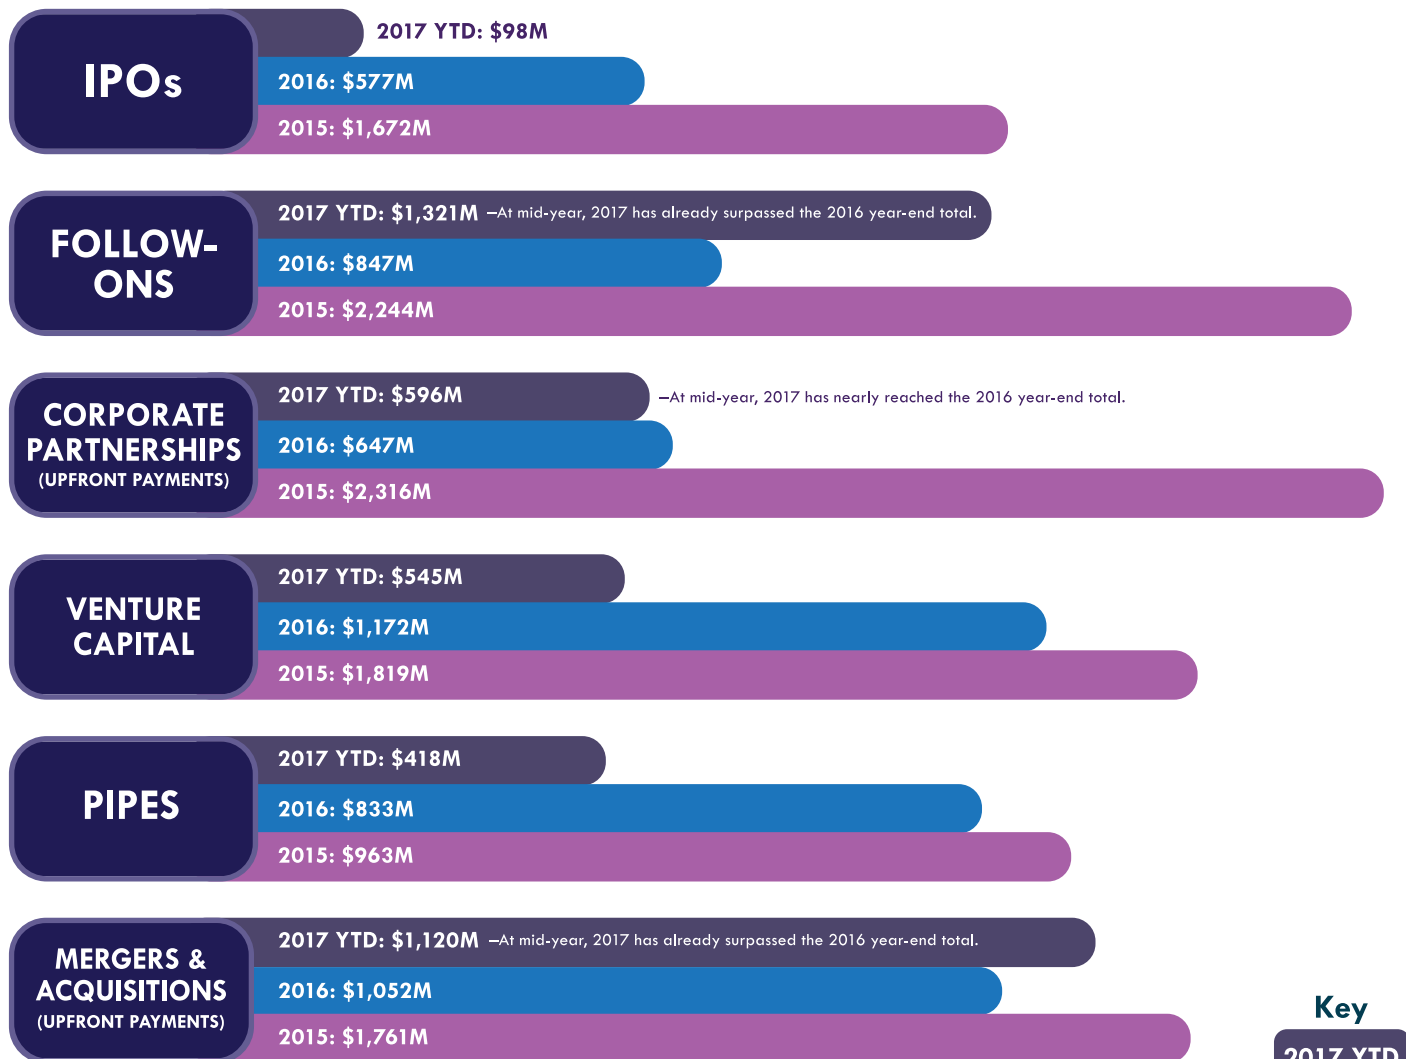 IPOs
2017 YTD: $98M
2016: $577M
2015: $1,672M
FOLLOW-
ONS
2017 YTD: $1,321M –At mid-year, 2017 has already surpassed the 2016 year-end total.
2016: $847M
2015: $2,244M
CORPORATE
PARTNERSHIPS
(UPFRONT PAYMENTS)
2017 YTD: $596M –At mid-year, 2017 has nearly reached the 2016 year-end total.
2016: $647M
2015: $2,316M
VENTURE
CAPITAL
2017 YTD: $545M
2016: $1,172M
2015: $1,819M
PIPES
2017 YTD: $418M
2016: $833M
2015: $963M
MERGERS &
ACQUISITIONS
(UPFRONT PAYMENTS)
2017 YTD: $1,120M –At mid-year, 2017 has already surpassed the 2016 year-end total.
2016: $1,052M
2015: $1,761M
Key
2017 YTD